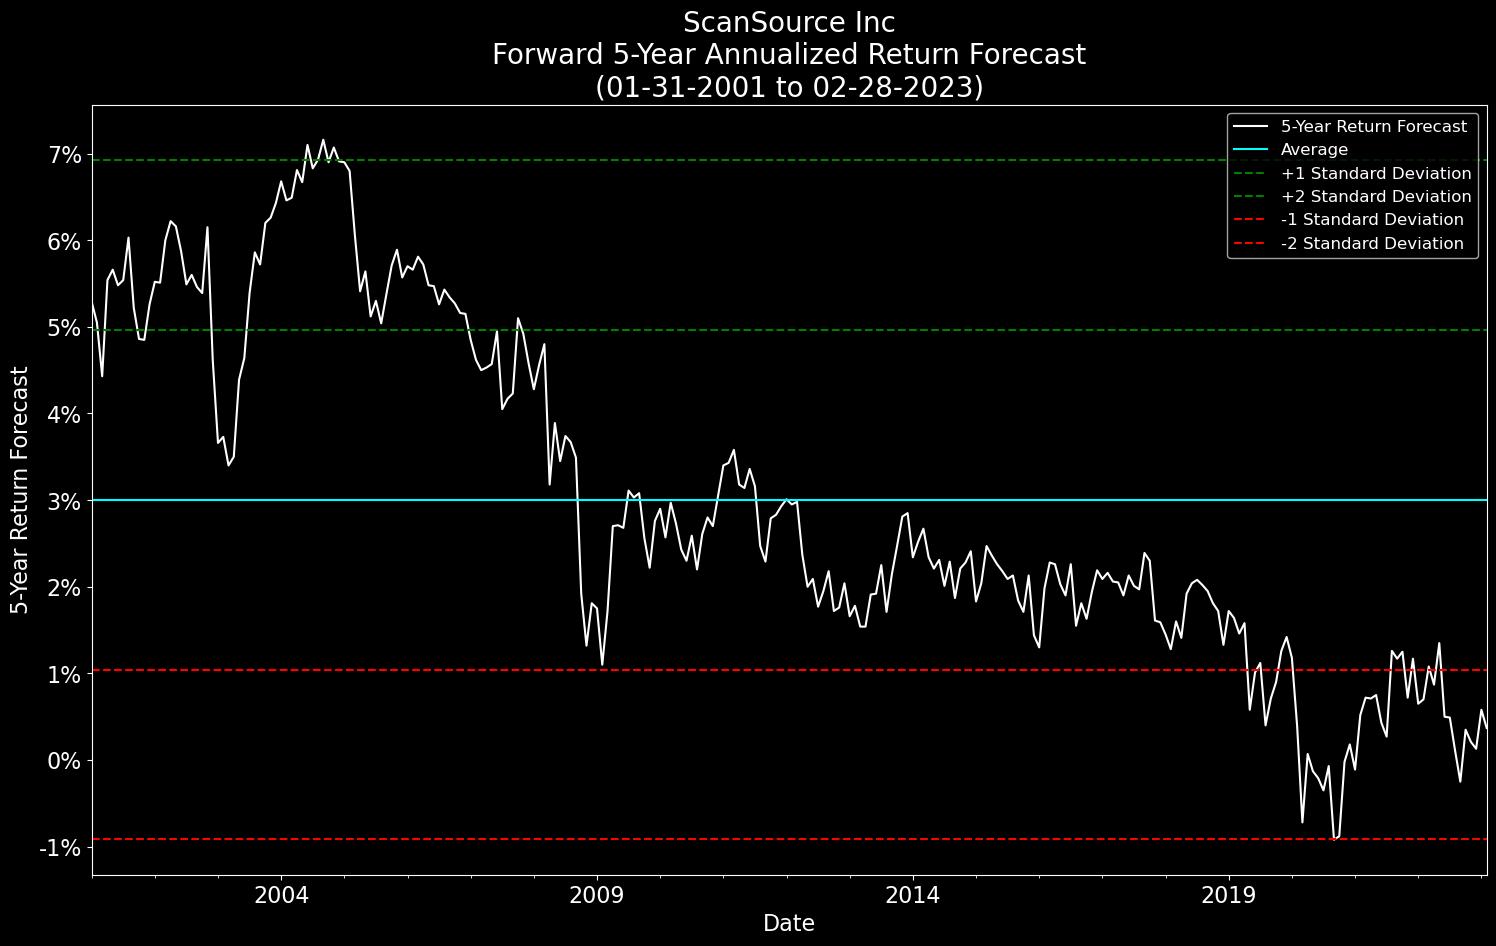 ScanSource Inc
Forward 5-Year Annualized Return Forecast
(01-31-2001 to 02-28-2023)
5-Year Return Forecast
Average
+1 Standard Deviation
+2 Standard Deviation
-1 Standard Deviation
-2 Standard Deviation
7%
6%
5%
4%
3%
2%
1%
0%
-1%
5-Year Return Forecast
2004
2009
2014
2019
Date